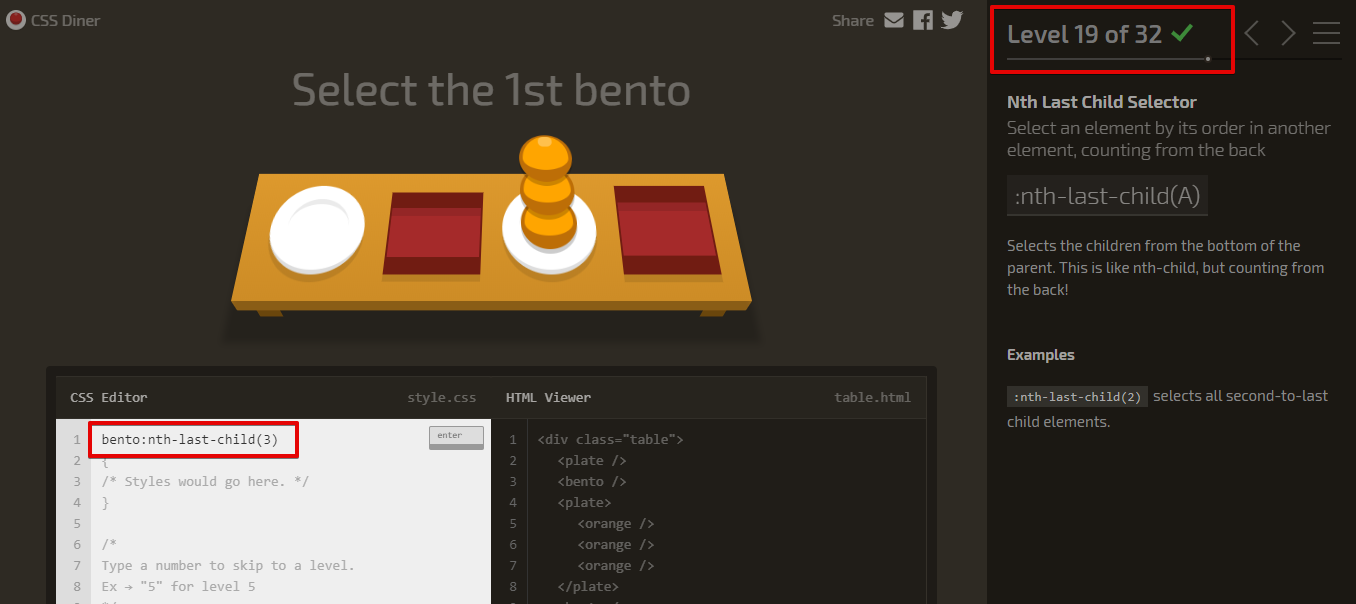 CSS Diner
Share
Level 19 of 32
Select the 1st bento
Nth Last Child Selector
Select an element by its order in another
element, counting from the back
:nth-last-child(A)
Selects the children from the bottom of the
parent. This is like nth-child, but counting from
the back!
Examples
:nth-last-child(2) selects all second-to-last
child elements.
CSS Editor
style.css
1 bento:nth-last-child(3)
enter
2 {
3 /* Styles would go here. */
4 }
5
6 /*
7 Type a number to skip to a level.
8 Ex → "5" for level 5
HTML Viewer
table.html
1 <div class="table">
2 <plate />
3 <bento />
4 <plate>
5 <orange />
6 <orange />
7 <orange />
8 </plate>